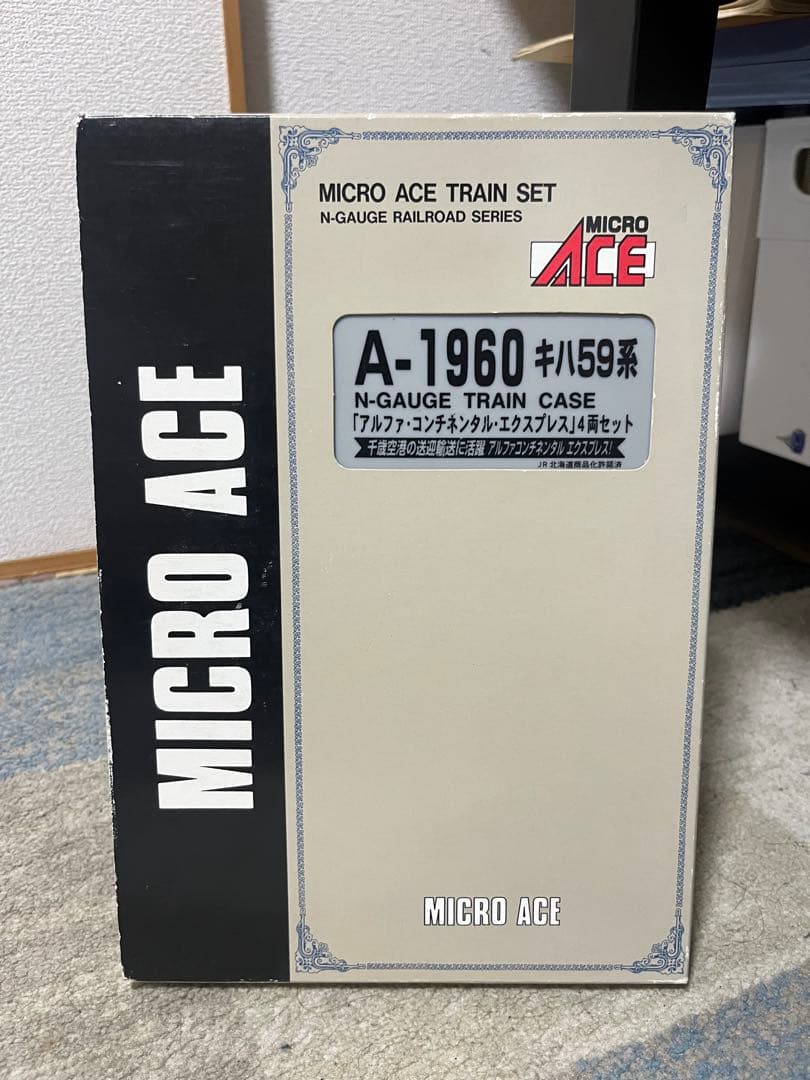 MICRO ACE
MICRO ACE TRAIN SET
N-GAUGE RAILROAD SERIES
MICRO
ACE
A-1960 キハ59系
N-GAUGE TRAIN CASE
「アルファ・コンチネンタル・エクスプレス」4両セット
千歳空港の送迎輸送に活躍 アルファコンチネンタル エクスプレス!
JR北海道商品化許諾済
MICRO ACE